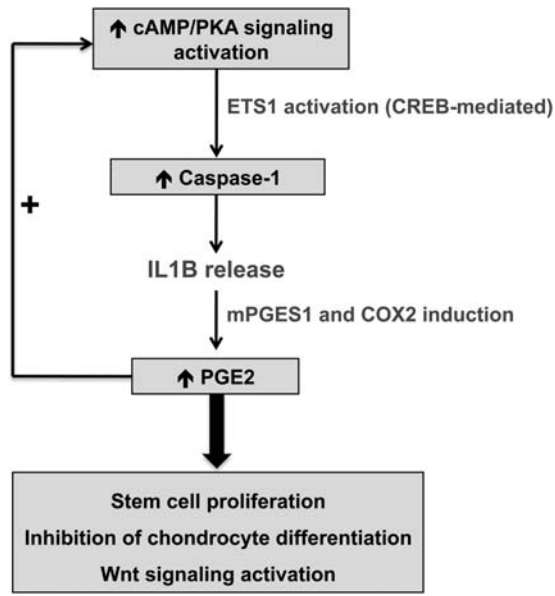 ↑ cAMP/PKA signaling
activation
ETS1 activation (CREB-mediated)
↑ Caspase-1
+
IL1B release
mPGES1 and COX2 induction
↑ PGE2
Stem cell proliferation
Inhibition of chondrocyte differentiation
Wnt signaling activation